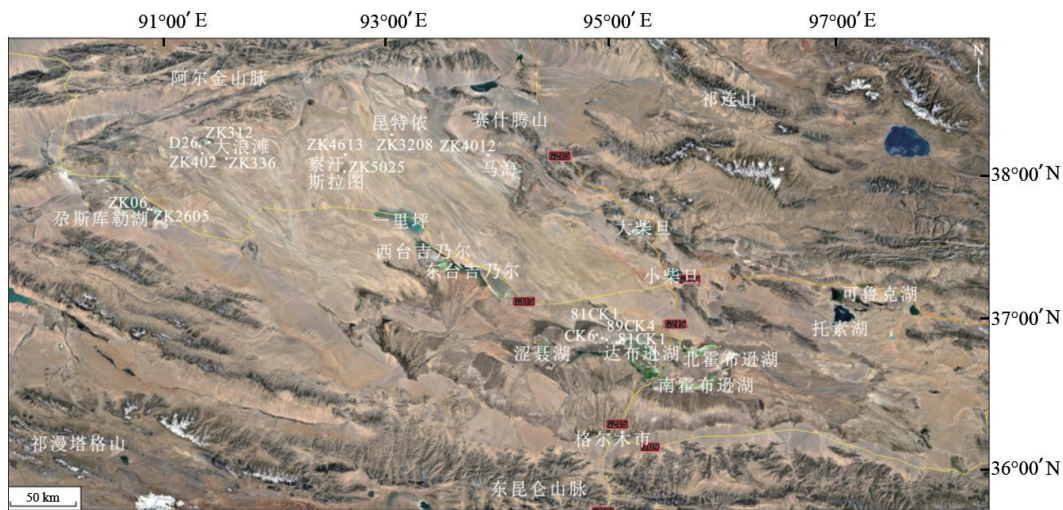 91°00′E 93°00′E 95°00′E 97°00′E
N
阿尔金山脉
祁连山
昆特依
赛什腾山
ZK312
D26
大浪滩
ZK4613
ZK3208
ZK4012
ZK402
ZK336
察汗
斯拉图
ZK5025
马海
38°00′N
ZK06
尕斯库勒湖
ZK2605
一里坪
大柴旦
西台吉乃尔
东台吉乃尔
小柴旦
可鲁克湖
托素湖
37°00′N
81CK1
89CK4
CK6
81CK1
涩聂湖
达布逊湖
北霍布逊湖
南霍布逊湖
格尔木市
祁漫塔格山
36°00′N
东昆仑山脉
50 km